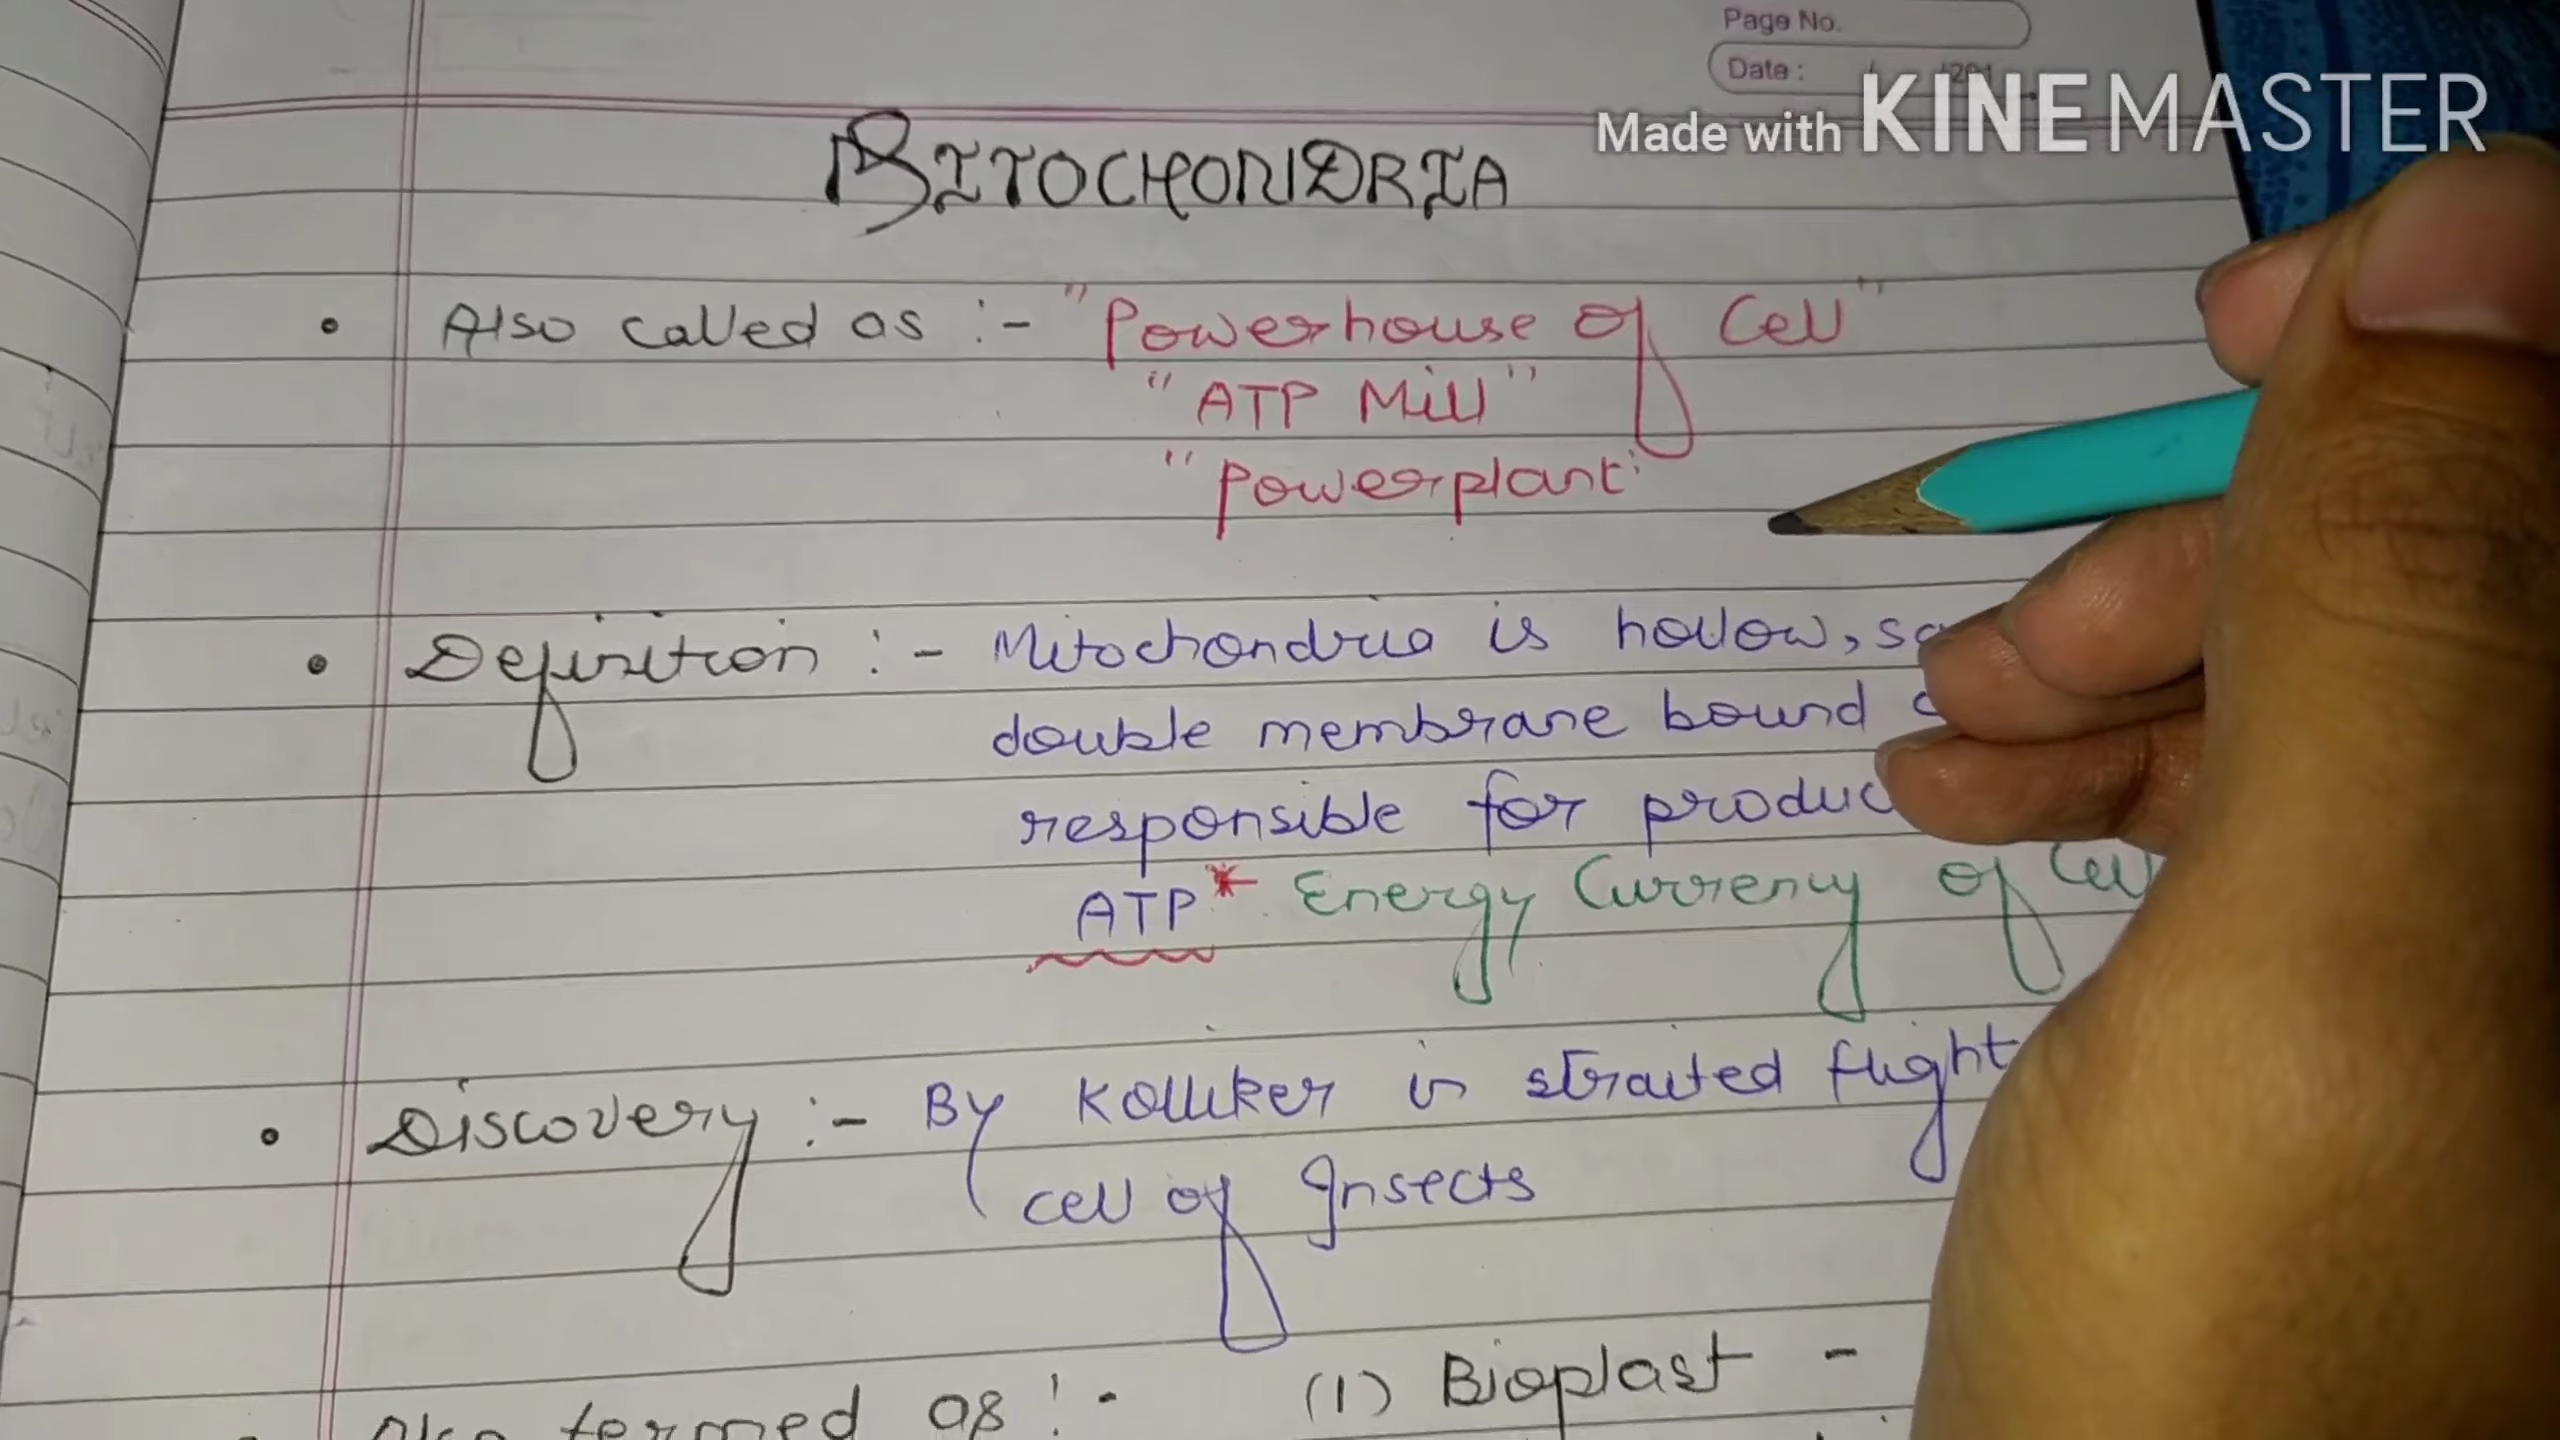 Page No.
Date : / /201
Made with KINEMASTER
MITOCHONDRIA
• Also called as :- "Powerhouse of Cell"
"ATP Mill"
"Powerplant"
• Definition :- Mitochondria is hollow,
double membrane bound
responsible for produc
ATP* Energy Currency of Cell
• Discovery :- By Kolliker in straited flight
cell of Insects
Also termed as :- (1) Bioplast -